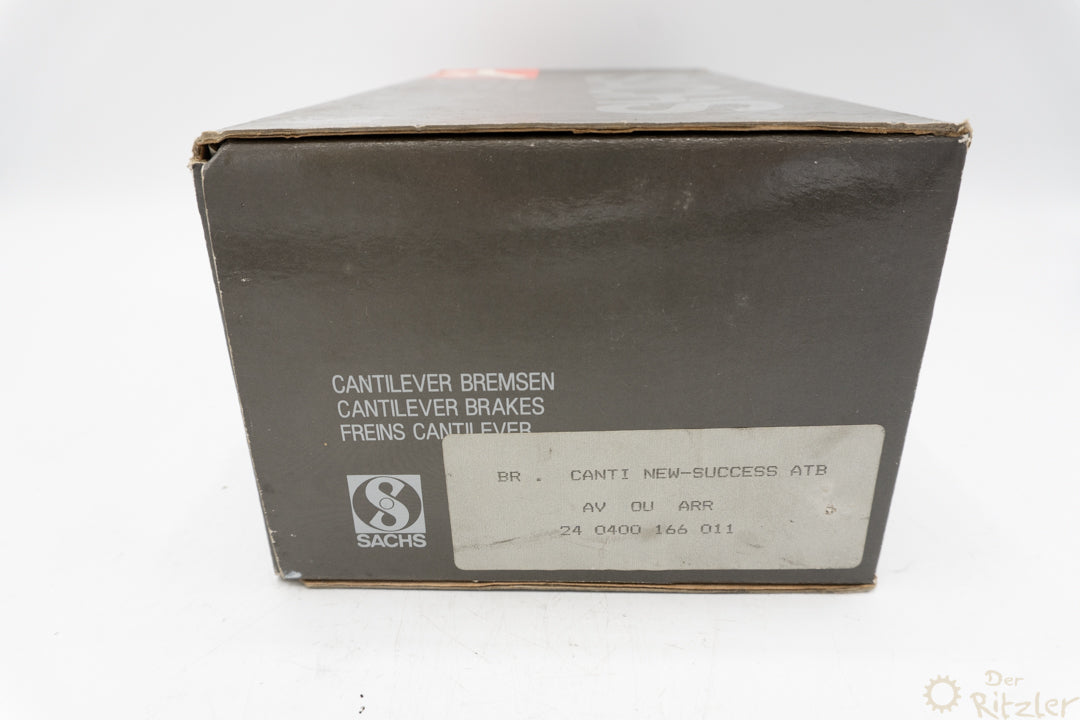 SACHS
CANTILEVER BREMSEN
CANTILEVER BRAKES
FREINS CANTILEVER
S
SACHS
BR . CANTI NEW-SUCCESS ATB
AV OU ARR
24 0400 166 011
Der
Ritzler